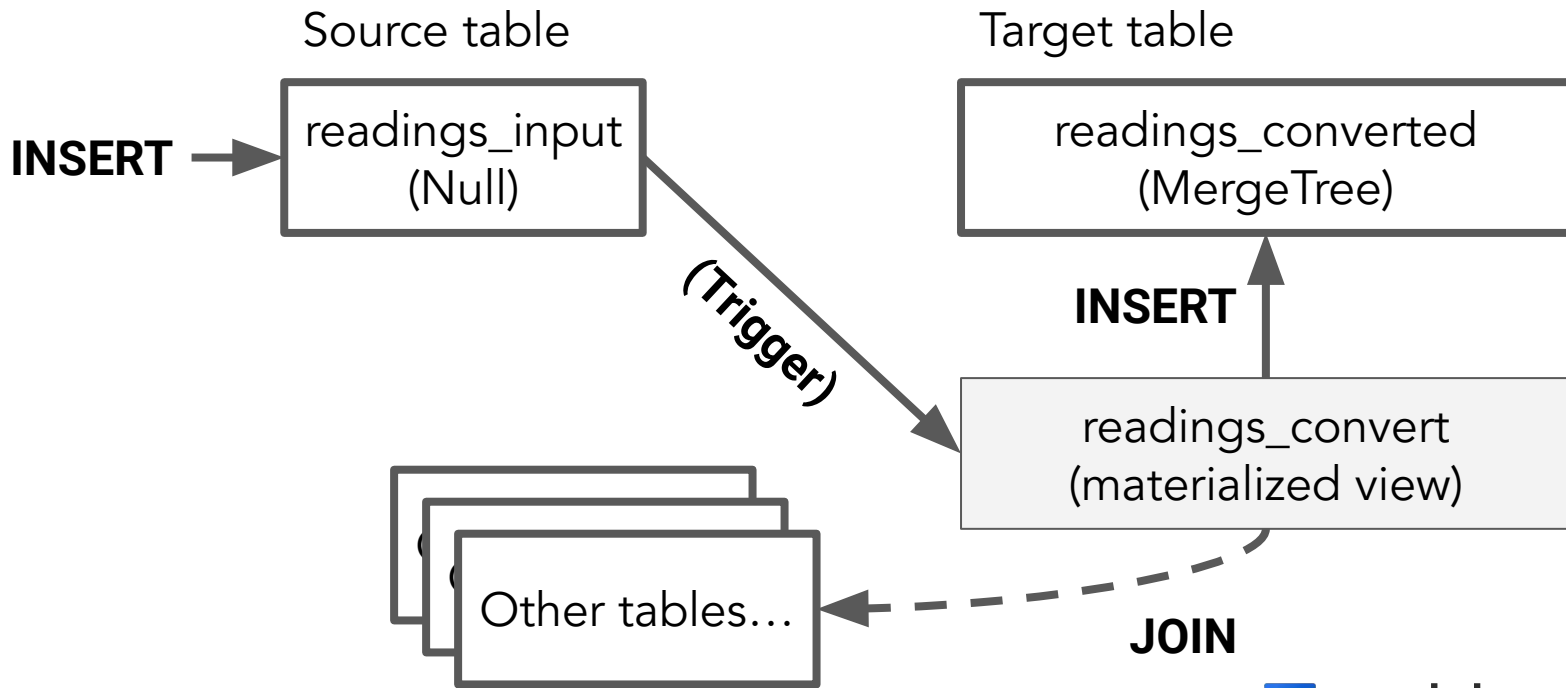 Source table
Target table
INSERT
readings_input
(Null)
readings_converted
(MergeTree)
(Trigger)
INSERT
readings_convert
(materialized view)
Other tables…
JOIN